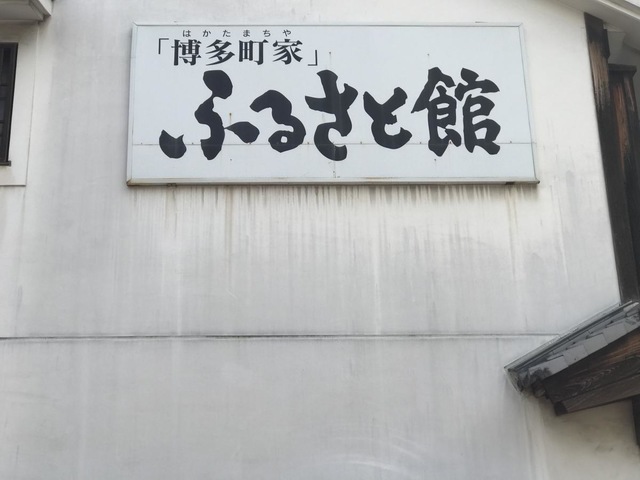 はかたまちや
「博多町家」
ふるさと館